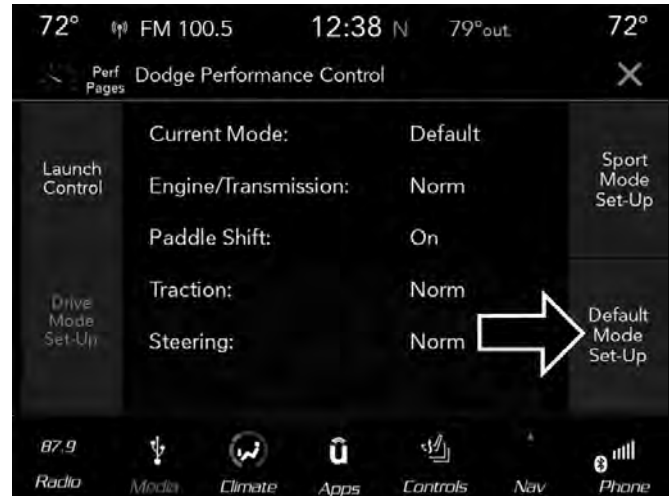 72° FM 100.5 12:38 N 79°out. 72°
Perf
Pages
Dodge Performance Control
Launch
Control
Drive
Mode
Set-Up
Current Mode: Default
Engine/Transmission: Norm
Paddle Shift: On
Traction: Norm
Steering: Norm
Sport
Mode
Set-Up
Default
Mode
Set-Up
87.9
Radio
Media
Climate
Apps
Controls
Nav
Phone